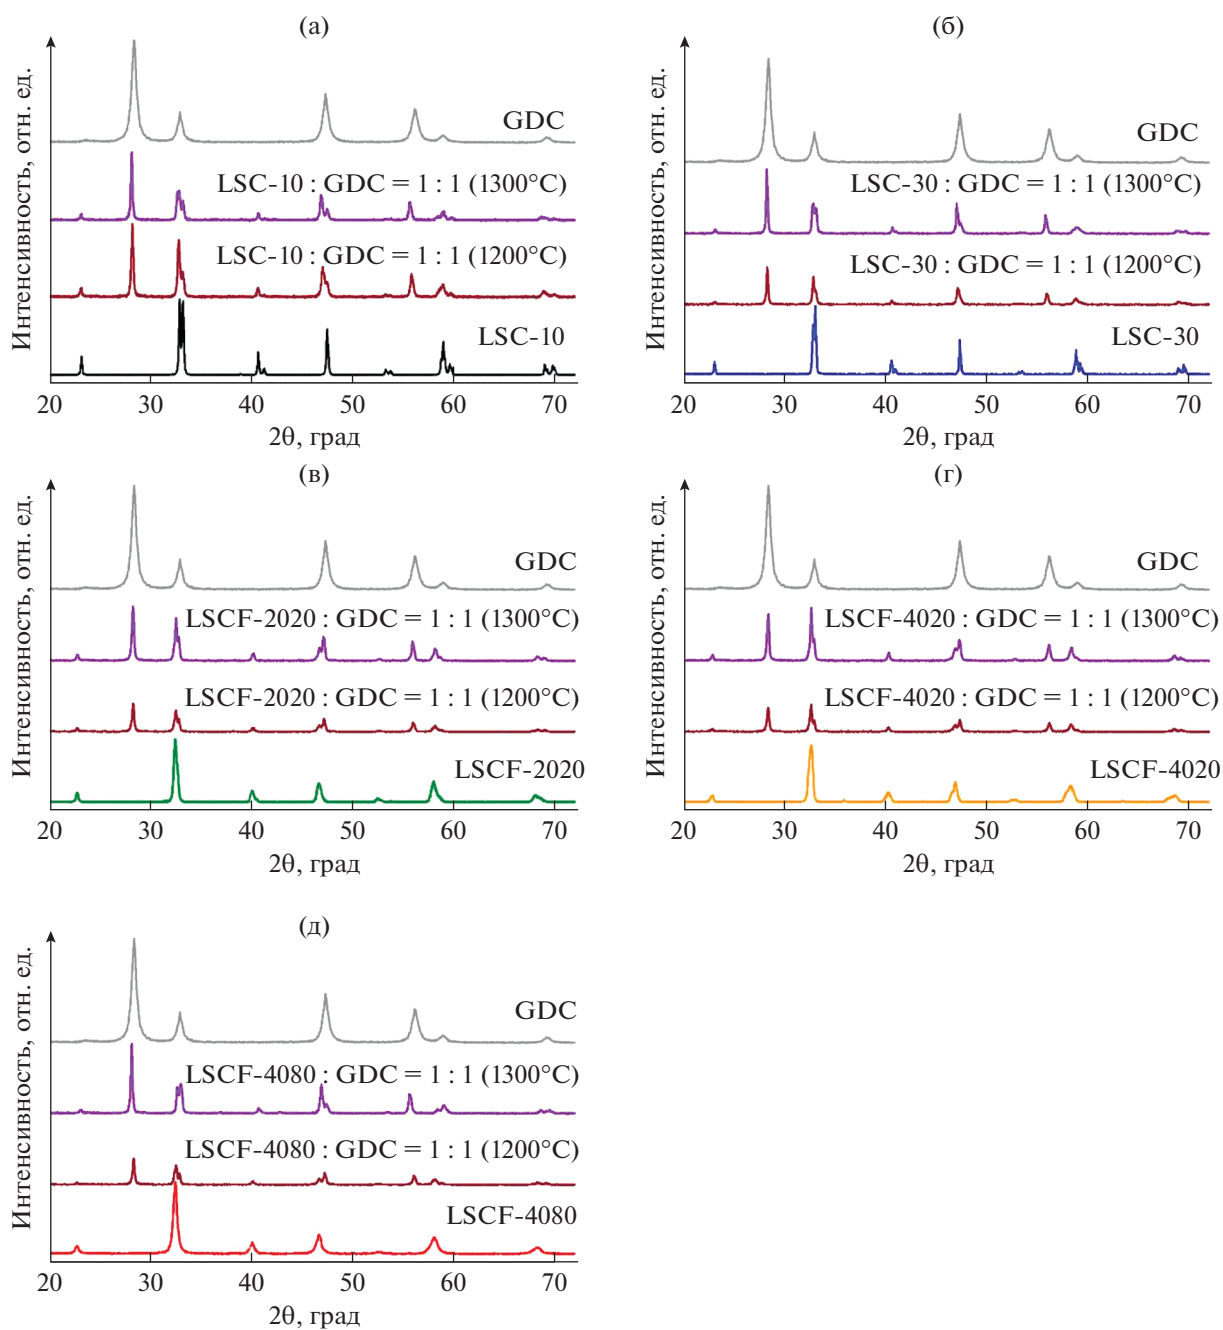 (а)
Интенсивность, отн. ед.
GDC
LSC-10 : GDC = 1 : 1 (1300°C)
LSC-10 : GDC = 1 : 1 (1200°C)
LSC-10
20 30 40 50 60 70
2θ, град
(б)
Интенсивность, отн. ед.
GDC
LSC-30 : GDC = 1 : 1 (1300°C)
LSC-30 : GDC = 1 : 1 (1200°C)
LSC-30
20 30 40 50 60 70
2θ, град
(в)
Интенсивность, отн. ед.
GDC
LSCF-2020 : GDC = 1 : 1 (1300°C)
LSCF-2020 : GDC = 1 : 1 (1200°C)
LSCF-2020
20 30 40 50 60 70
2θ, град
(г)
Интенсивность, отн. ед.
GDC
LSCF-4020 : GDC = 1 : 1 (1300°C)
LSCF-4020 : GDC = 1 : 1 (1200°C)
LSCF-4020
20 30 40 50 60 70
2θ, град
(д)
Интенсивность, отн. ед.
GDC
LSCF-4080 : GDC = 1 : 1 (1300°C)
LSCF-4080 : GDC = 1 : 1 (1200°C)
LSCF-4080
20 30 40 50 60 70
2θ, град